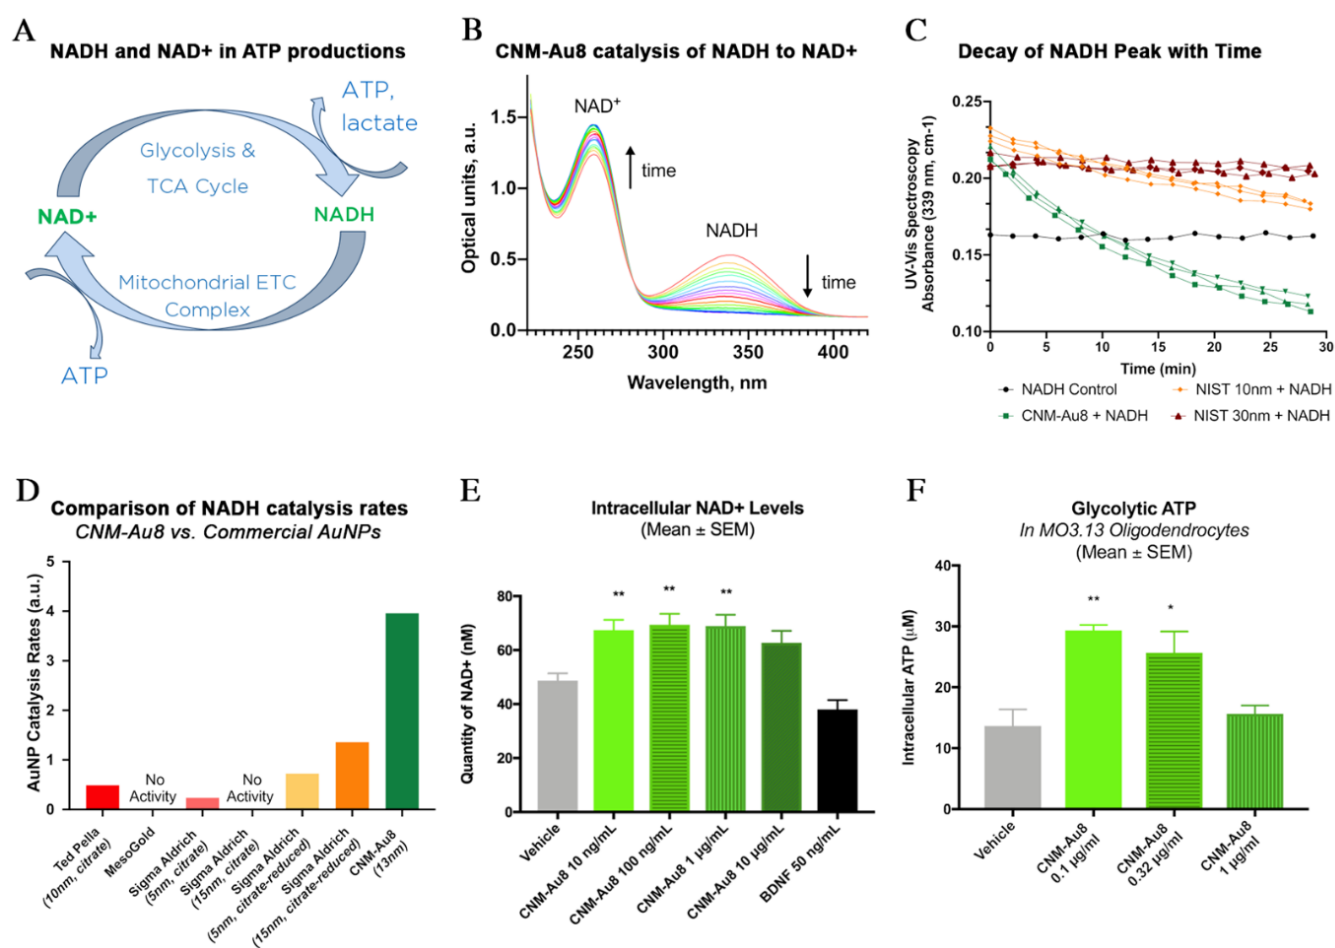 A
NADH and NAD+ in ATP productions
ATP,
lactate
Glycolysis &
TCA Cycle
NAD+
NADH
Mitochondrial ETC
Complex
ATP
B
CNM-Au8 catalysis of NADH to NAD+
Optical units, a.u.
1.5
1.0
0.5
0.0
NAD+
time
NADH
time
250
300
350
400
Wavelength, nm
C
Decay of NADH Peak with Time
UV-Vis Spectroscopy
Absorbance (339 nm, cm-1)
0.25
0.20
0.15
0.10
0
5
10
15
20
25
30
Time (min)
NADH Control
NIST 10nm + NADH
CNM-Au8 + NADH
NIST 30nm + NADH
D
Comparison of NADH catalysis rates
CNM-Au8 vs. Commercial AuNPs
AuNP Catalysis Rates (a.u.)
5
4
3
2
1
0
No
Activity
No
Activity
Ted Pella
(10nm, citrate)
MesoGold
Sigma Aldrich
(5nm, citrate)
Sigma Aldrich
(15nm, citrate)
Sigma Aldrich
(5nm, citrate-reduced)
Sigma Aldrich
(15nm, citrate-reduced)
CNM-Au8
(13nm)
E
Intracellular NAD+ Levels
(Mean ± SEM)
Quantity of NAD+ (nM)
80
60
40
20
0
**
**
**
Vehicle
CNM-Au8 10 ng/mL
CNM-Au8 100 ng/mL
CNM-Au8 1 µg/mL
CNM-Au8 10 µg/mL
BDNF 50 ng/mL
F
Glycolytic ATP
In MO3.13 Oligodendrocytes
(Mean ± SEM)
Intracellular ATP (µM)
40
30
20
10
0
**
*
Vehicle
CNM-Au8
0.1 µg/ml
CNM-Au8
0.32 µg/ml
CNM-Au8
1 µg/ml